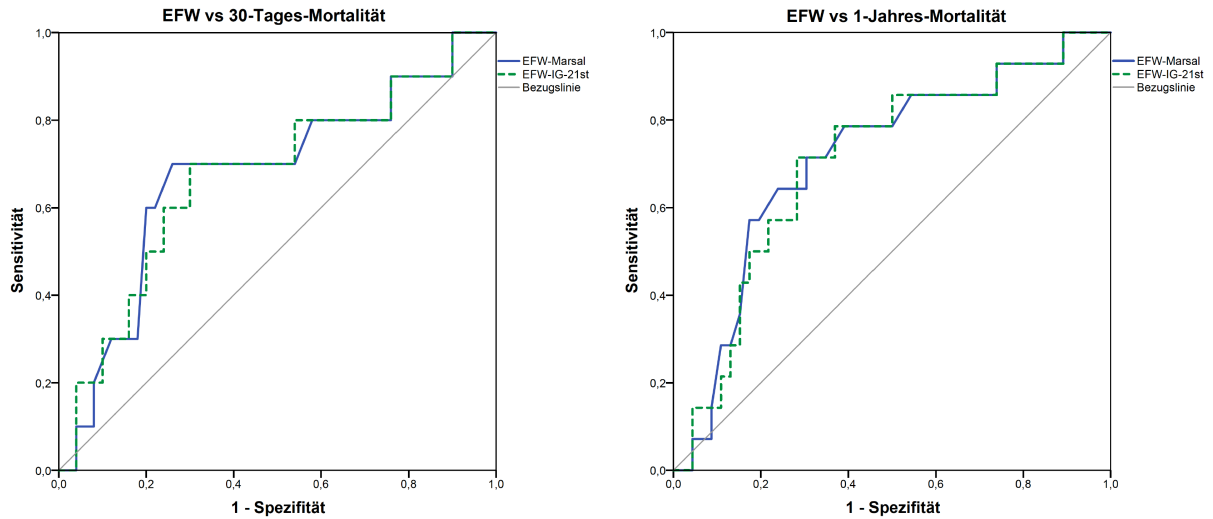 EFW vs 30-Tages-Mortalität
1,0
0,8
0,6
0,4
0,2
0,0
Sensitivität
0,0
0,2
0,4
0,6
0,8
1,0
1 - Spezifität
EFW-Marsal
EFW-IG-21st
Bezugslinie
EFW vs 1-Jahres-Mortalität
1,0
0,8
0,6
0,4
0,2
0,0
Sensitivität
0,0
0,2
0,4
0,6
0,8
1,0
1 - Spezifität
EFW-Marsal
EFW-IG-21st
Bezugslinie